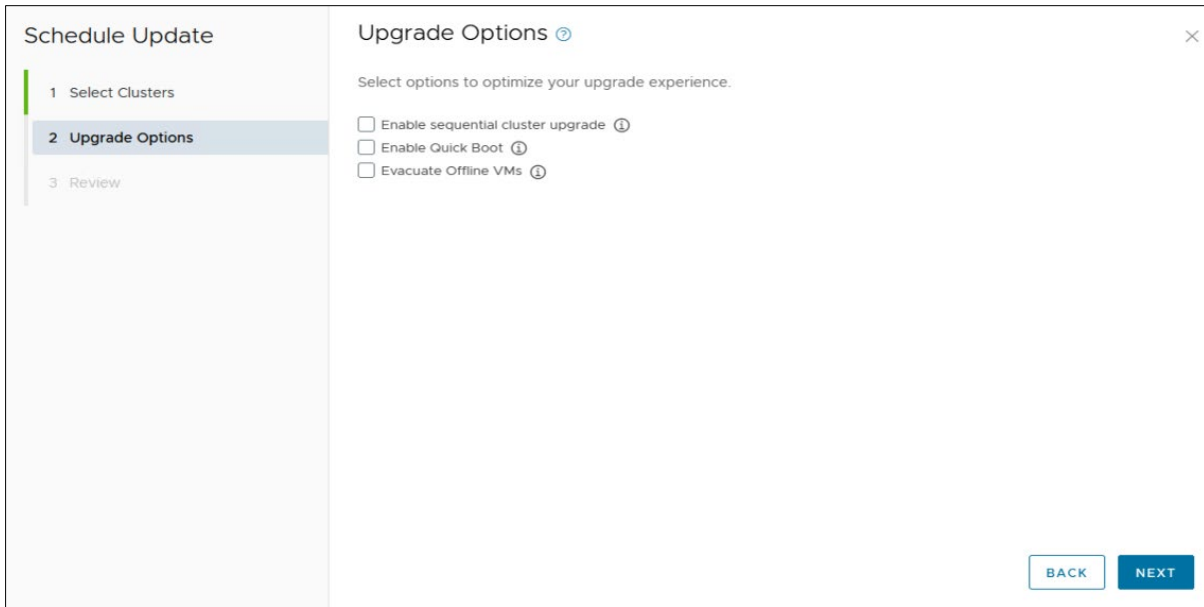 Schedule Update
1 Select Clusters
2 Upgrade Options
3 Review
Upgrade Options
Select options to optimize your upgrade experience.
Enable sequential cluster upgrade
Enable Quick Boot
Evacuate Offline VMs
BACK
NEXT